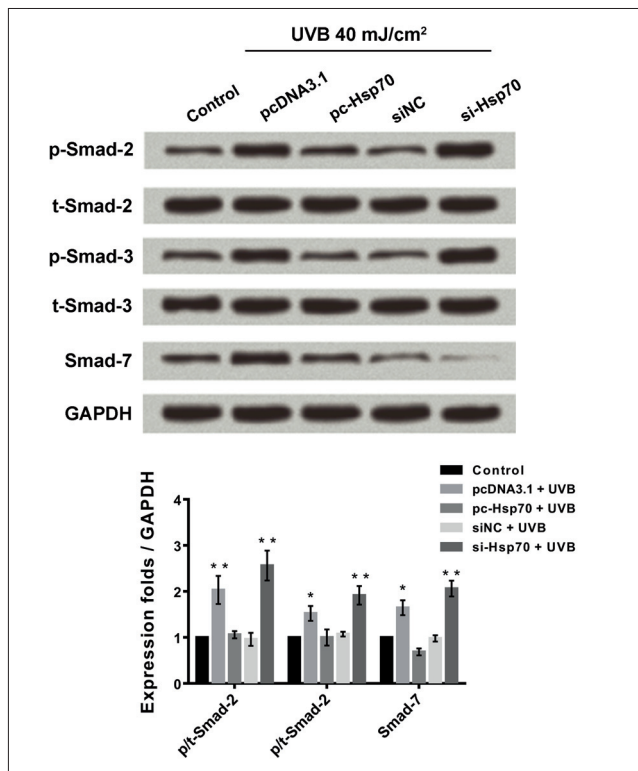 UVB 40 mJ/cm²
Control pcDNA3.1 pc-Hsp70 siNC si-Hsp70
p-Smad-2
t-Smad-2
p-Smad-3
t-Smad-3
Smad-7
GAPDH
Control
pcDNA3.1 + UVB
pc-Hsp70 + UVB
siNC + UVB
si-Hsp70 + UVB
Expression folds / GAPDH
4
3
2
1
0
** ** * ** * **
p/t-Smad-2 p/t-Smad-2 Smad-7